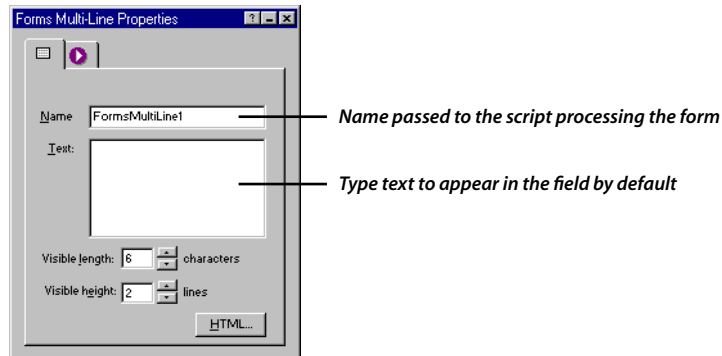 Forms Multi-Line Properties
Name FormsMultiLine1
Name passed to the script processing the form
Text:
Type text to appear in the field by default
Visible length: 6 characters
Visible height: 2 lines
HTML...